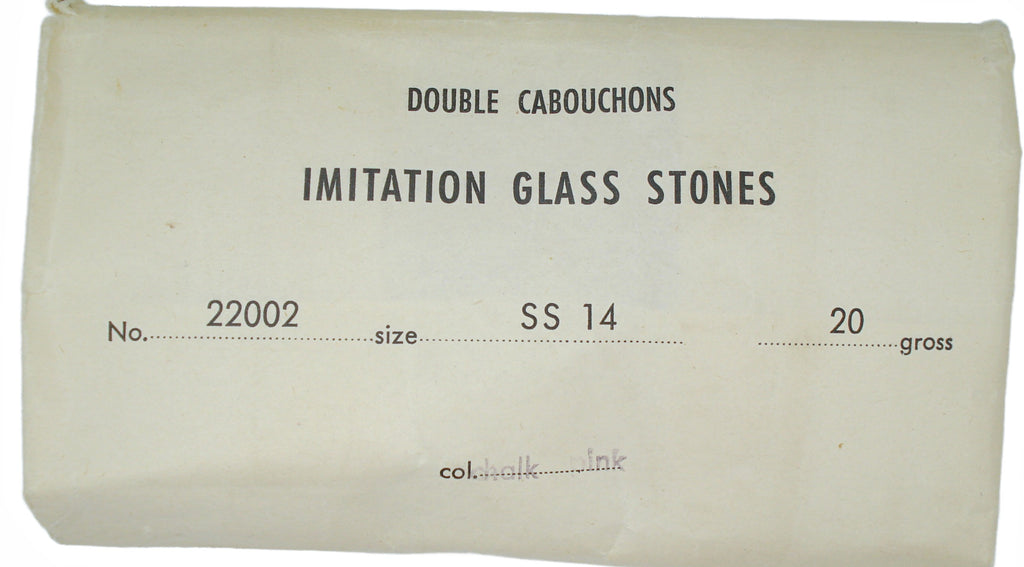 DOUBLE CABOUCHONS
IMITATION GLASS STONES
No. 22002 size SS 14 20 gross
col. chalk pink